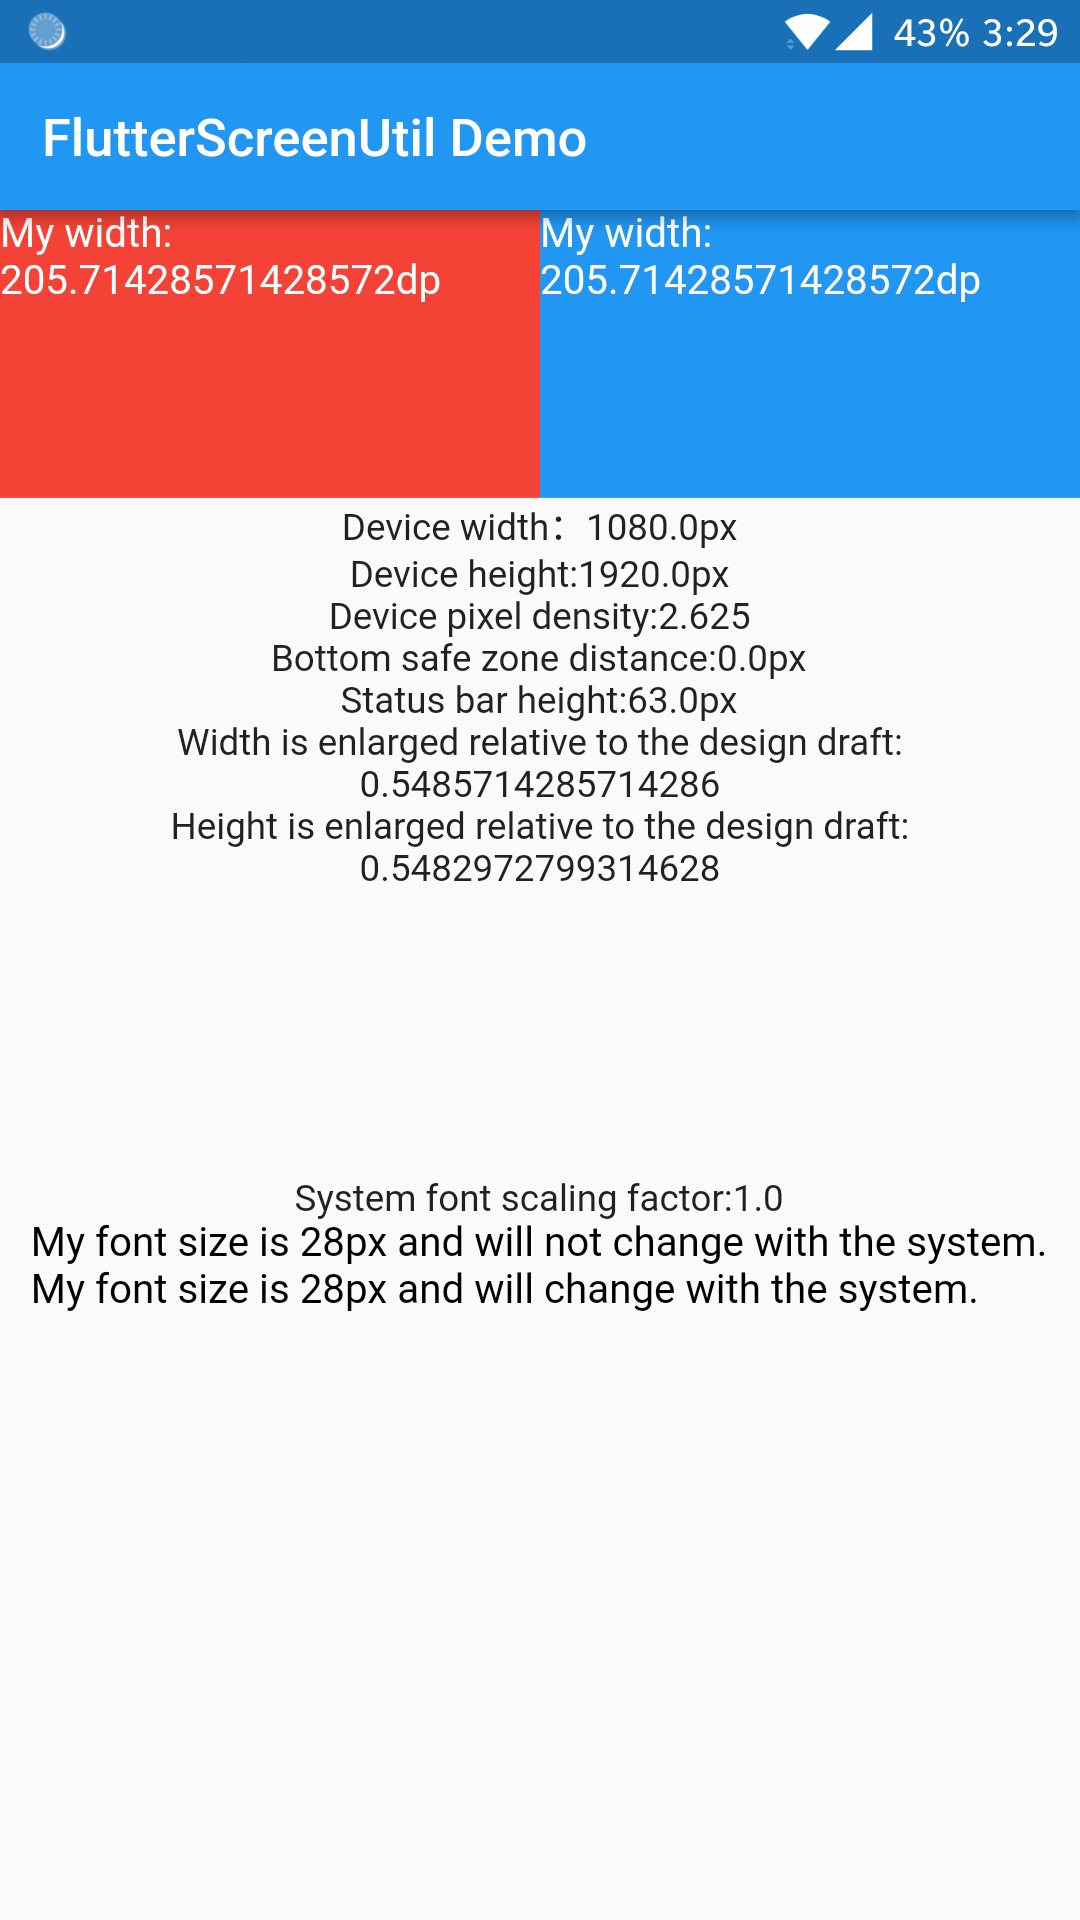 43% 3:29
FlutterScreenUtil Demo
My width:
205.71428571428572dp
My width:
205.71428571428572dp
Device width：1080.0px
Device height:1920.0px
Device pixel density:2.625
Bottom safe zone distance:0.0px
Status bar height:63.0px
Width is enlarged relative to the design draft:
0.5485714285714286
Height is enlarged relative to the design draft:
0.5482972799314628
System font scaling factor:1.0
My font size is 28px and will not change with the system.
My font size is 28px and will change with the system.